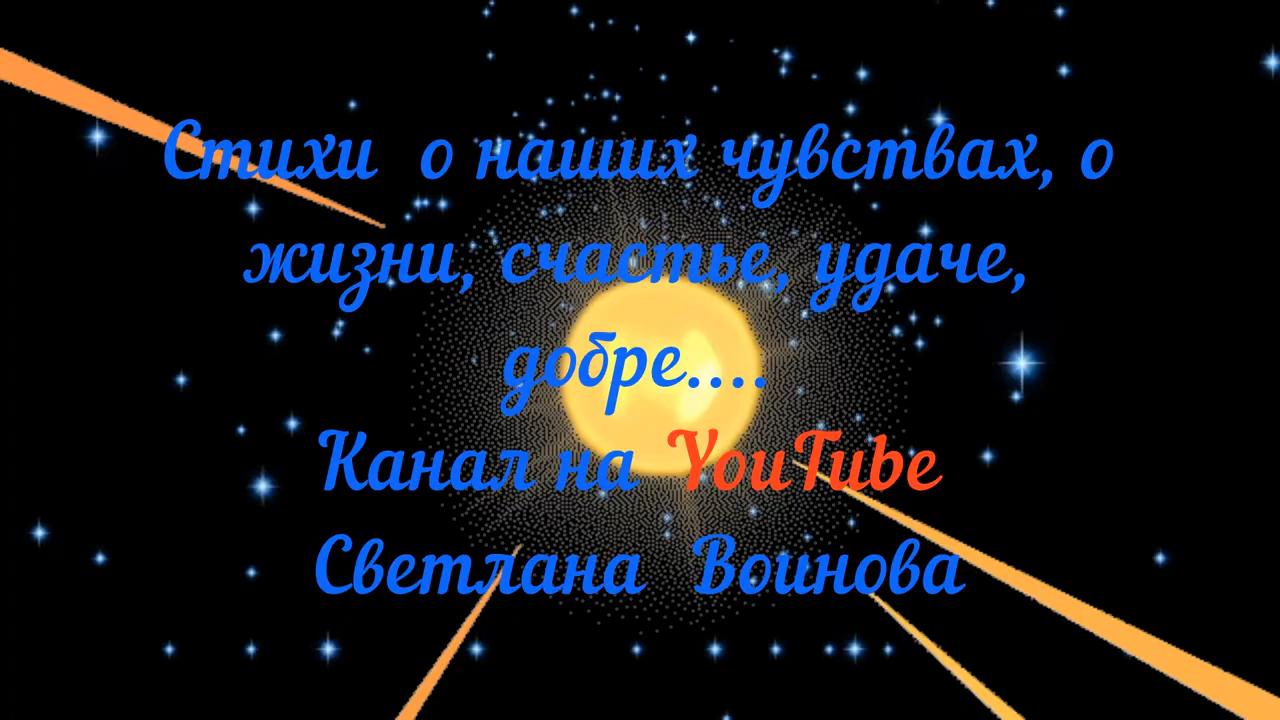 Стихи о наших чувствах, о
жизни, счастье, удаче,
добре....
Канал на YouTube
Светлана Воинова